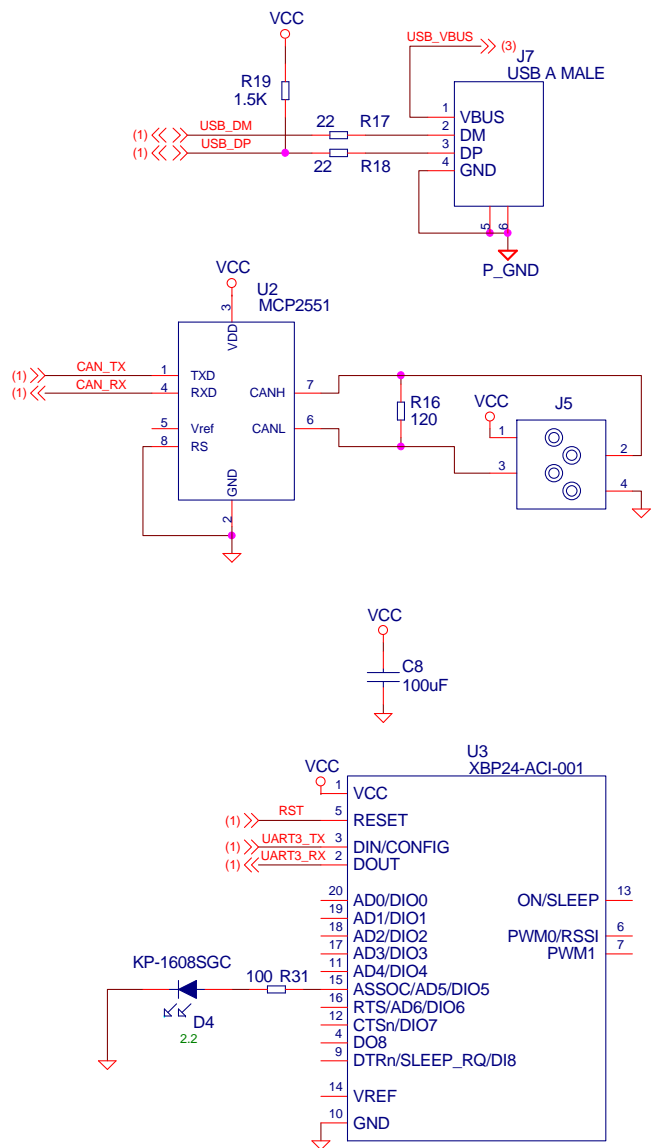 VCC
USB_VBUS
(3)
J7
USB A MALE
R19
1.5K
1
VBUS
(1)
USB_DM
22
R17
2
DM
(1)
USB_DP
22
R18
3
DP
4
GND
5
6
P_GND
VCC
U2
MCP2551
3
VDD
(1)
CAN_TX
1
TXD
(1)
CAN_RX
4
RXD
CANH
7
5
Vref
CANL
6
8
RS
GND
2
R16
120
VCC
J5
1
2
3
4
VCC
C8
100uF
U3
XBP24-ACI-001
VCC
1
VCC
(1)
RST
5
RESET
(1)
UART3_TX
3
DIN/CONFIG
(1)
UART3_RX
2
DOUT
20
AD0/DIO0
ON/SLEEP
13
19
AD1/DIO1
18
AD2/DIO2
PWM0/RSSI
6
17
AD3/DIO3
PWM1
7
11
AD4/DIO4
KP-1608SGC
100 R31
15
ASSOC/AD5/DIO5
16
RTS/AD6/DIO6
D4
2.2
12
CTSn/DIO7
4
DO8
9
DTRn/SLEEP_RQ/DI8
14
VREF
10
GND